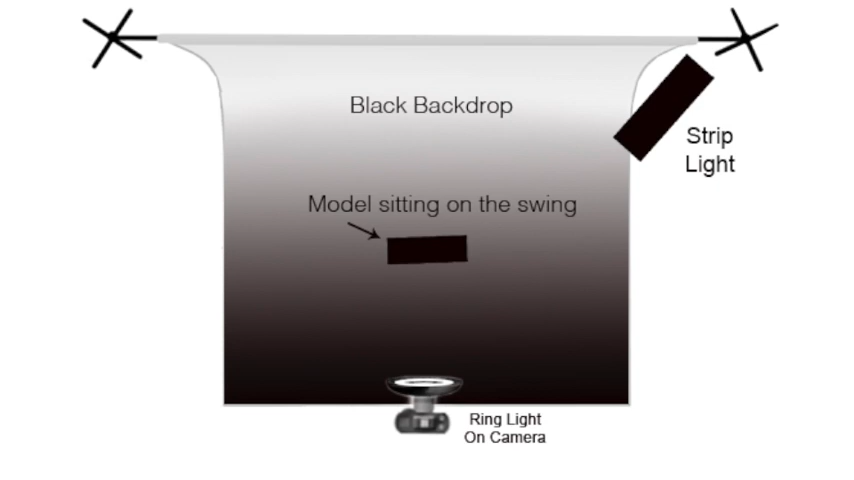 Black Backdrop
Strip
Light
Model sitting on the swing
Ring Light
On Camera